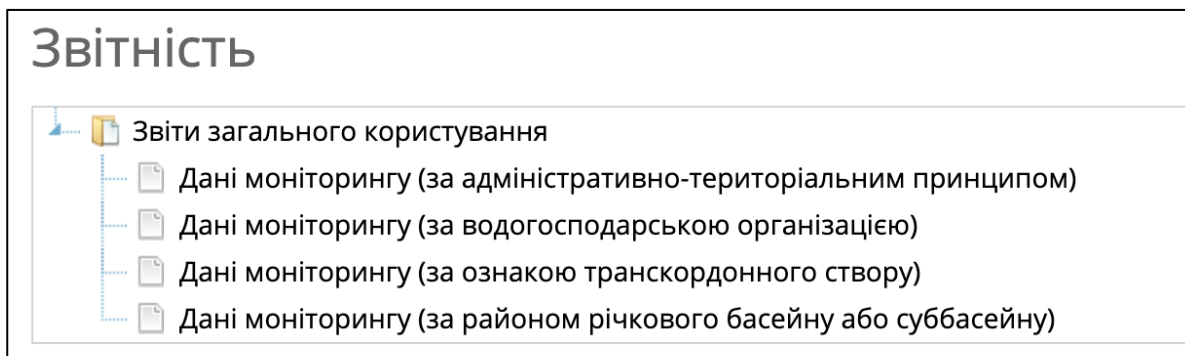 Звітність
Звіти загального користування
Дані моніторингу (за адміністративно-територіальним принципом)
Дані моніторингу (за водогосподарською організацією)
Дані моніторингу (за ознакою транскордонного створу)
Дані моніторингу (за районом річкового басейну або суббасейну)